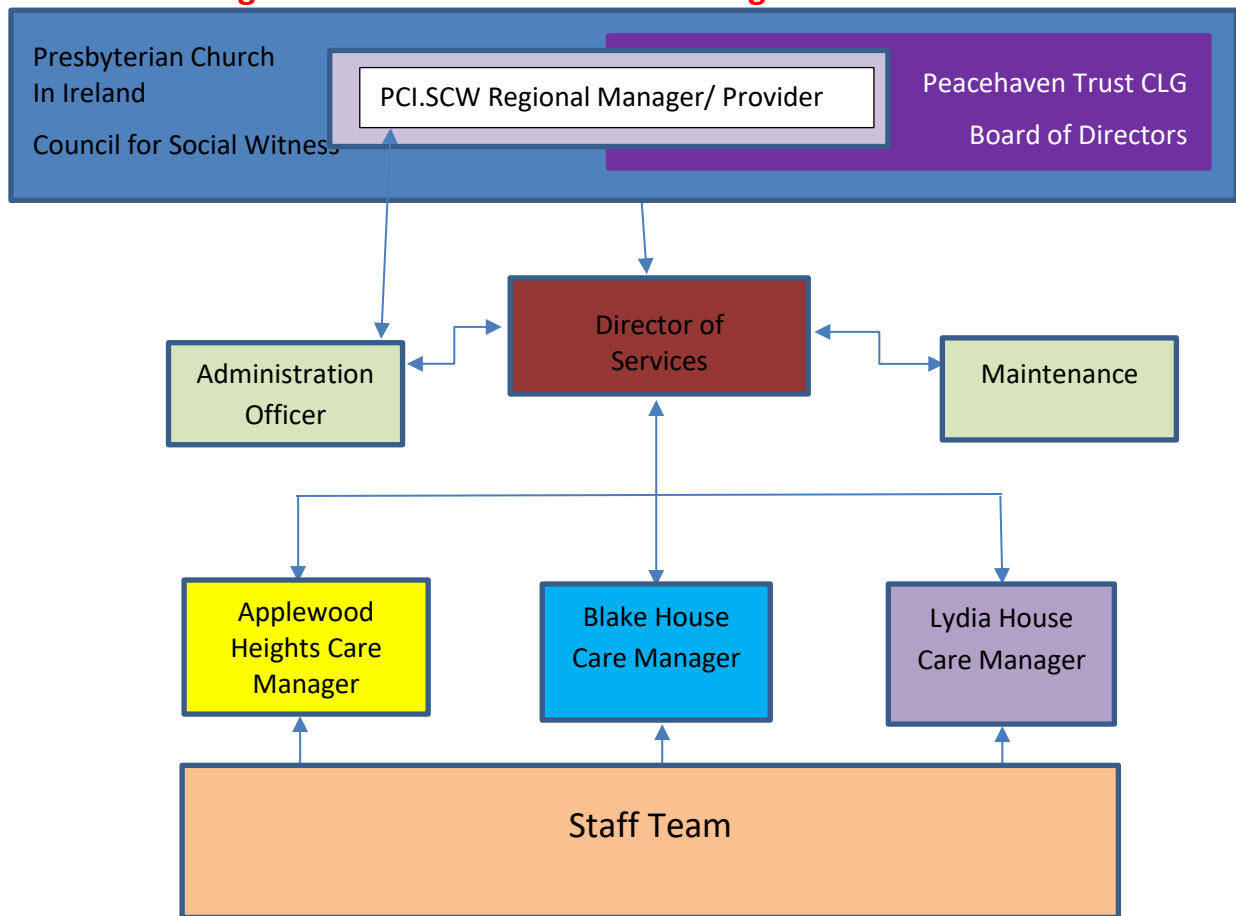 Presbyterian Church
In Ireland
Council for Social Witness
PCI.SCW Regional Manager/ Provider
Peacehaven Trust CLG
Board of Directors
Director of
Services
Administration
Officer
Maintenance
Applewood
Heights Care
Manager
Blake House
Care Manager
Lydia House
Care Manager
Staff Team